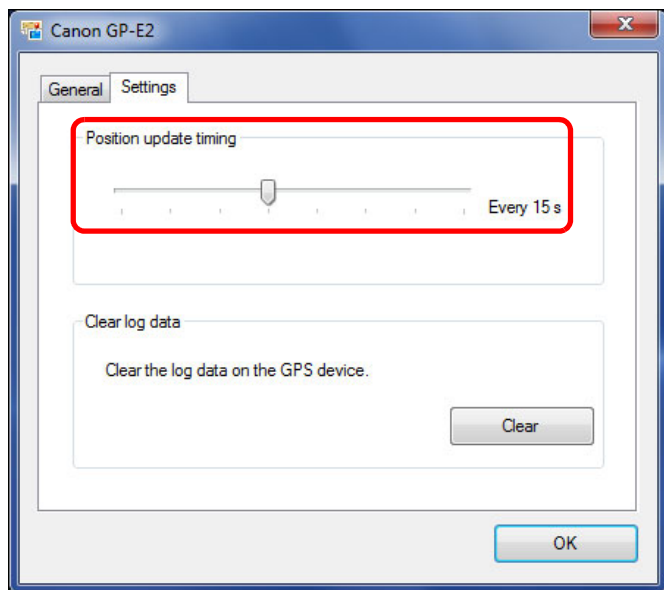 Canon GP-E2
General Settings
Position update timing
Every 15 s
Clear log data
Clear the log data on the GPS device.
Clear
OK